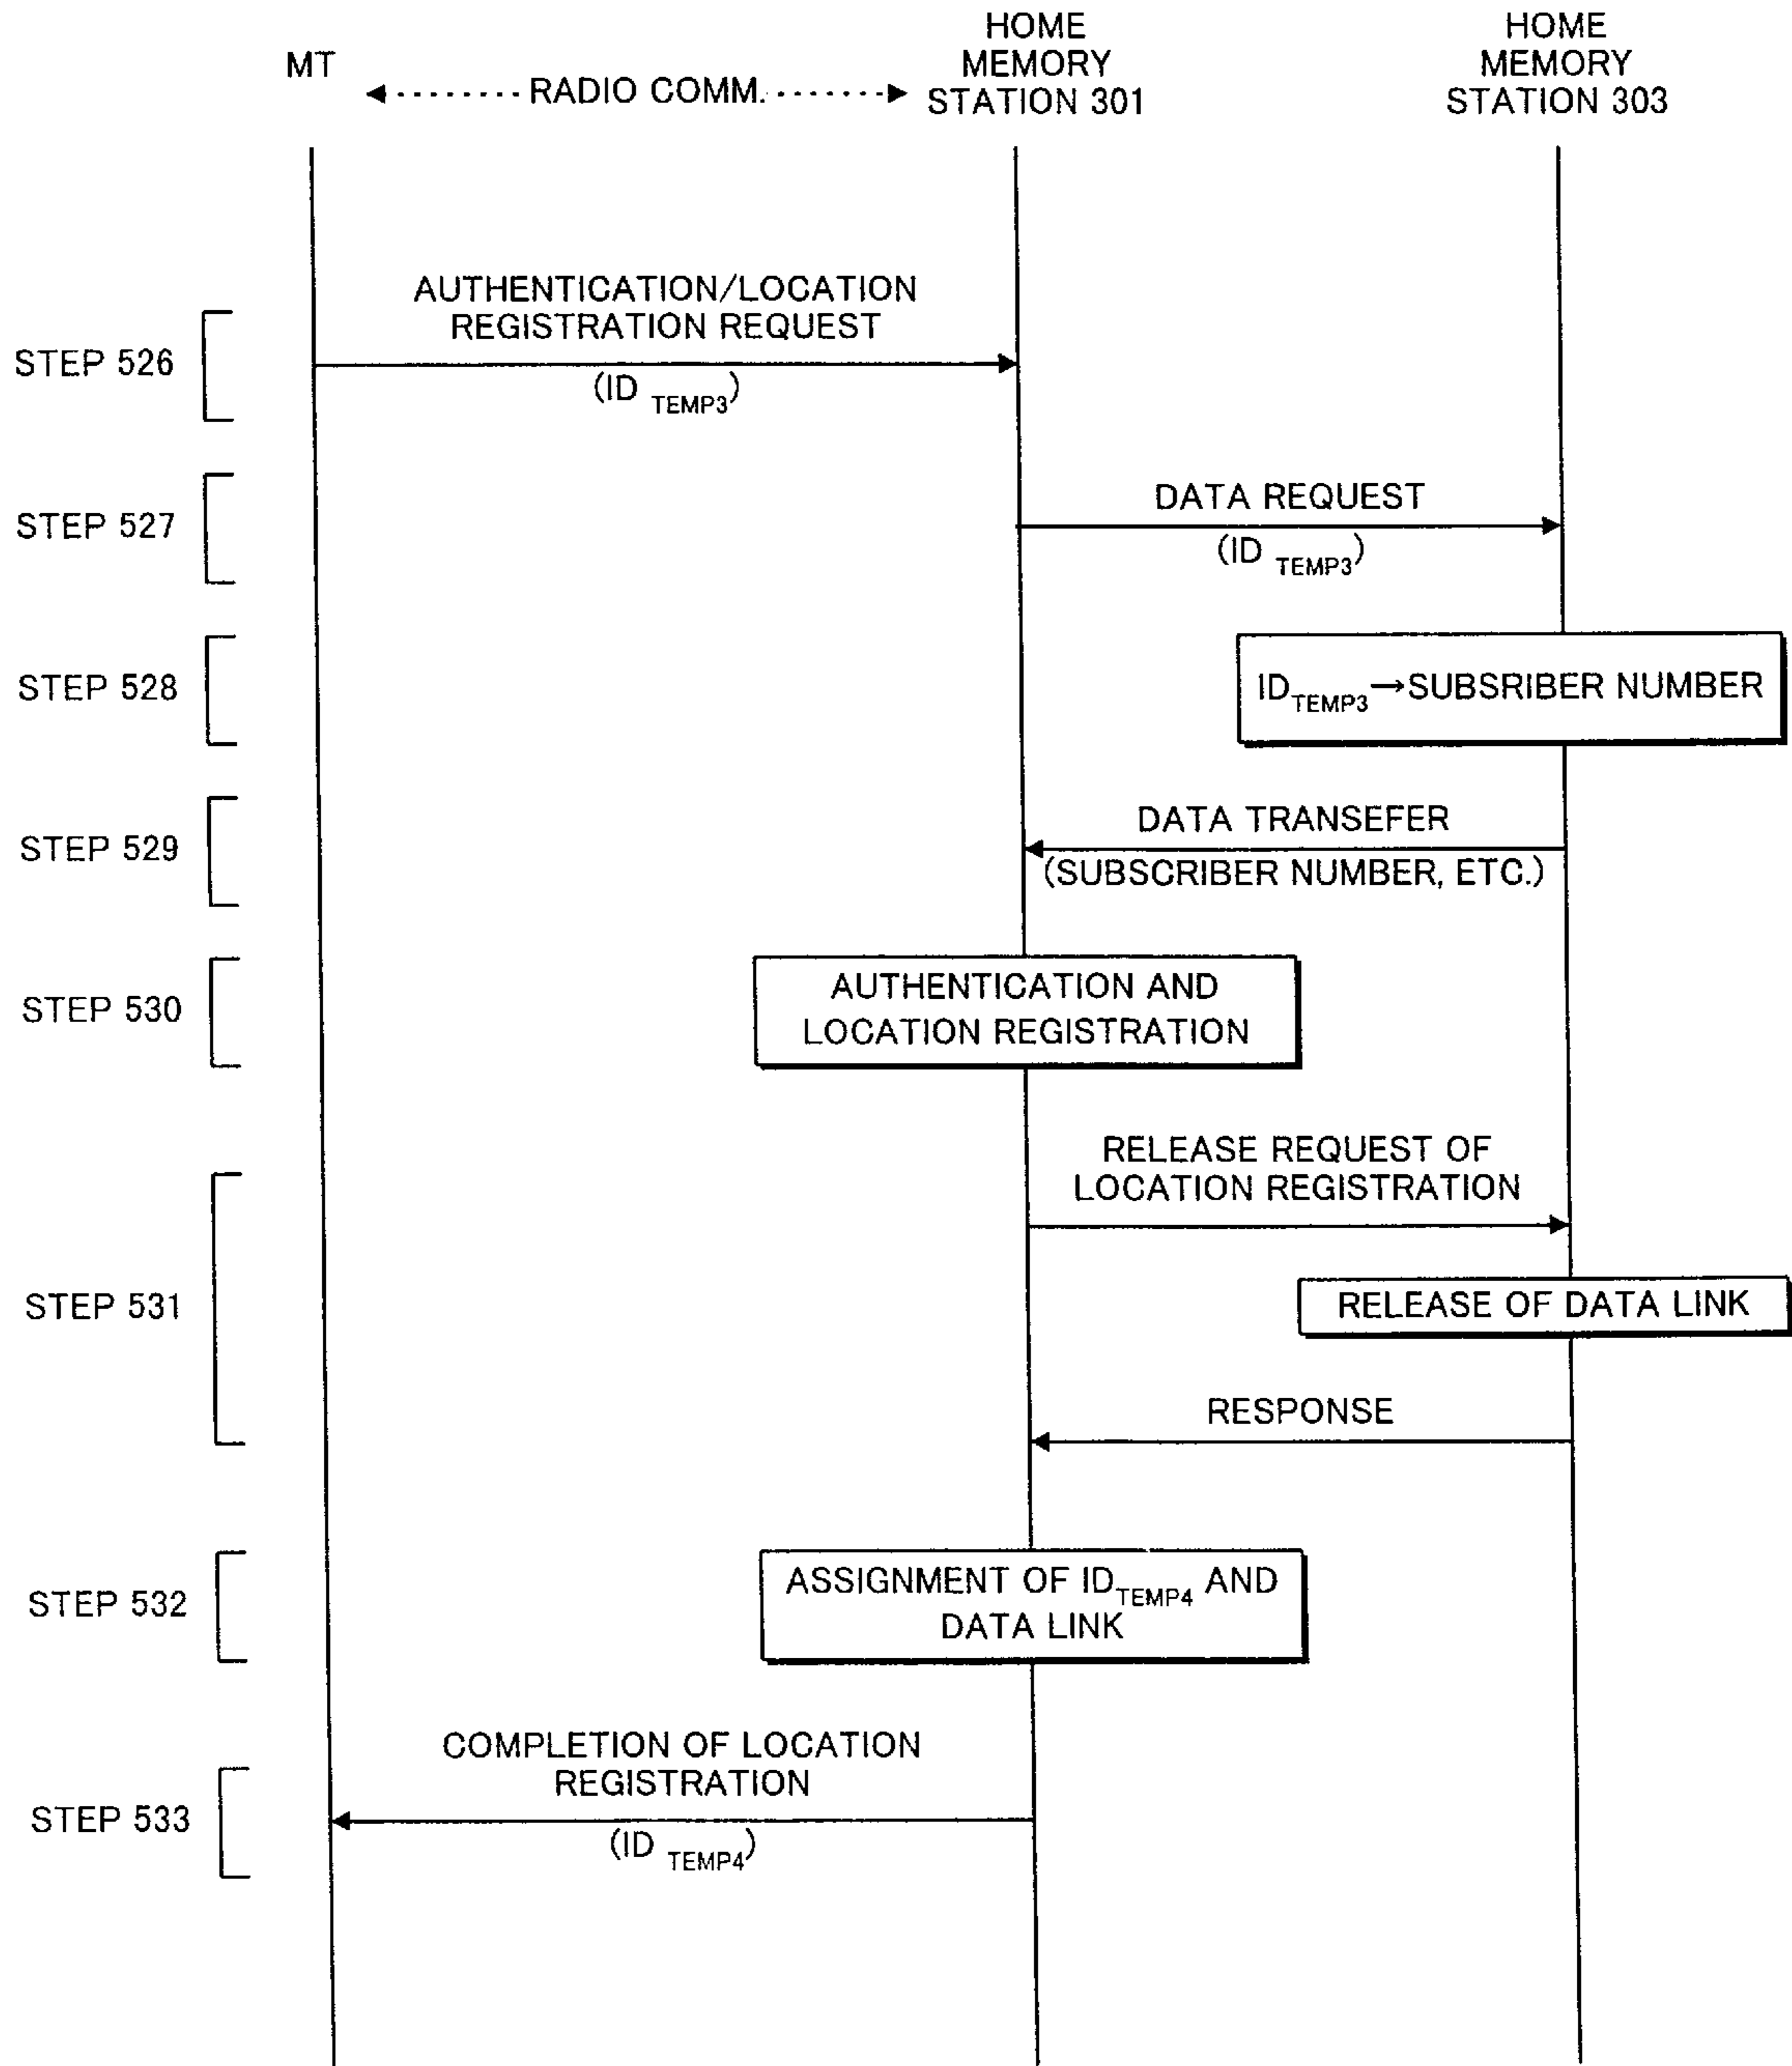 MT
RADIO COMM.
HOME
MEMORY
STATION 301
HOME
MEMORY
STATION 303
STEP 526
AUTHENTICATION/LOCATION
REGISTRATION REQUEST
(ID TEMP3)
STEP 527
DATA REQUEST
(ID TEMP3)
STEP 528
IDTEMP3→SUBSRIBER NUMBER
STEP 529
DATA TRANSEFER
(SUBSCRIBER NUMBER, ETC.)
STEP 530
AUTHENTICATION AND
LOCATION REGISTRATION
STEP 531
RELEASE REQUEST OF
LOCATION REGISTRATION
RELEASE OF DATA LINK
RESPONSE
STEP 532
ASSIGNMENT OF IDTEMP4 AND
DATA LINK
STEP 533
COMPLETION OF LOCATION
REGISTRATION
(ID TEMP4)